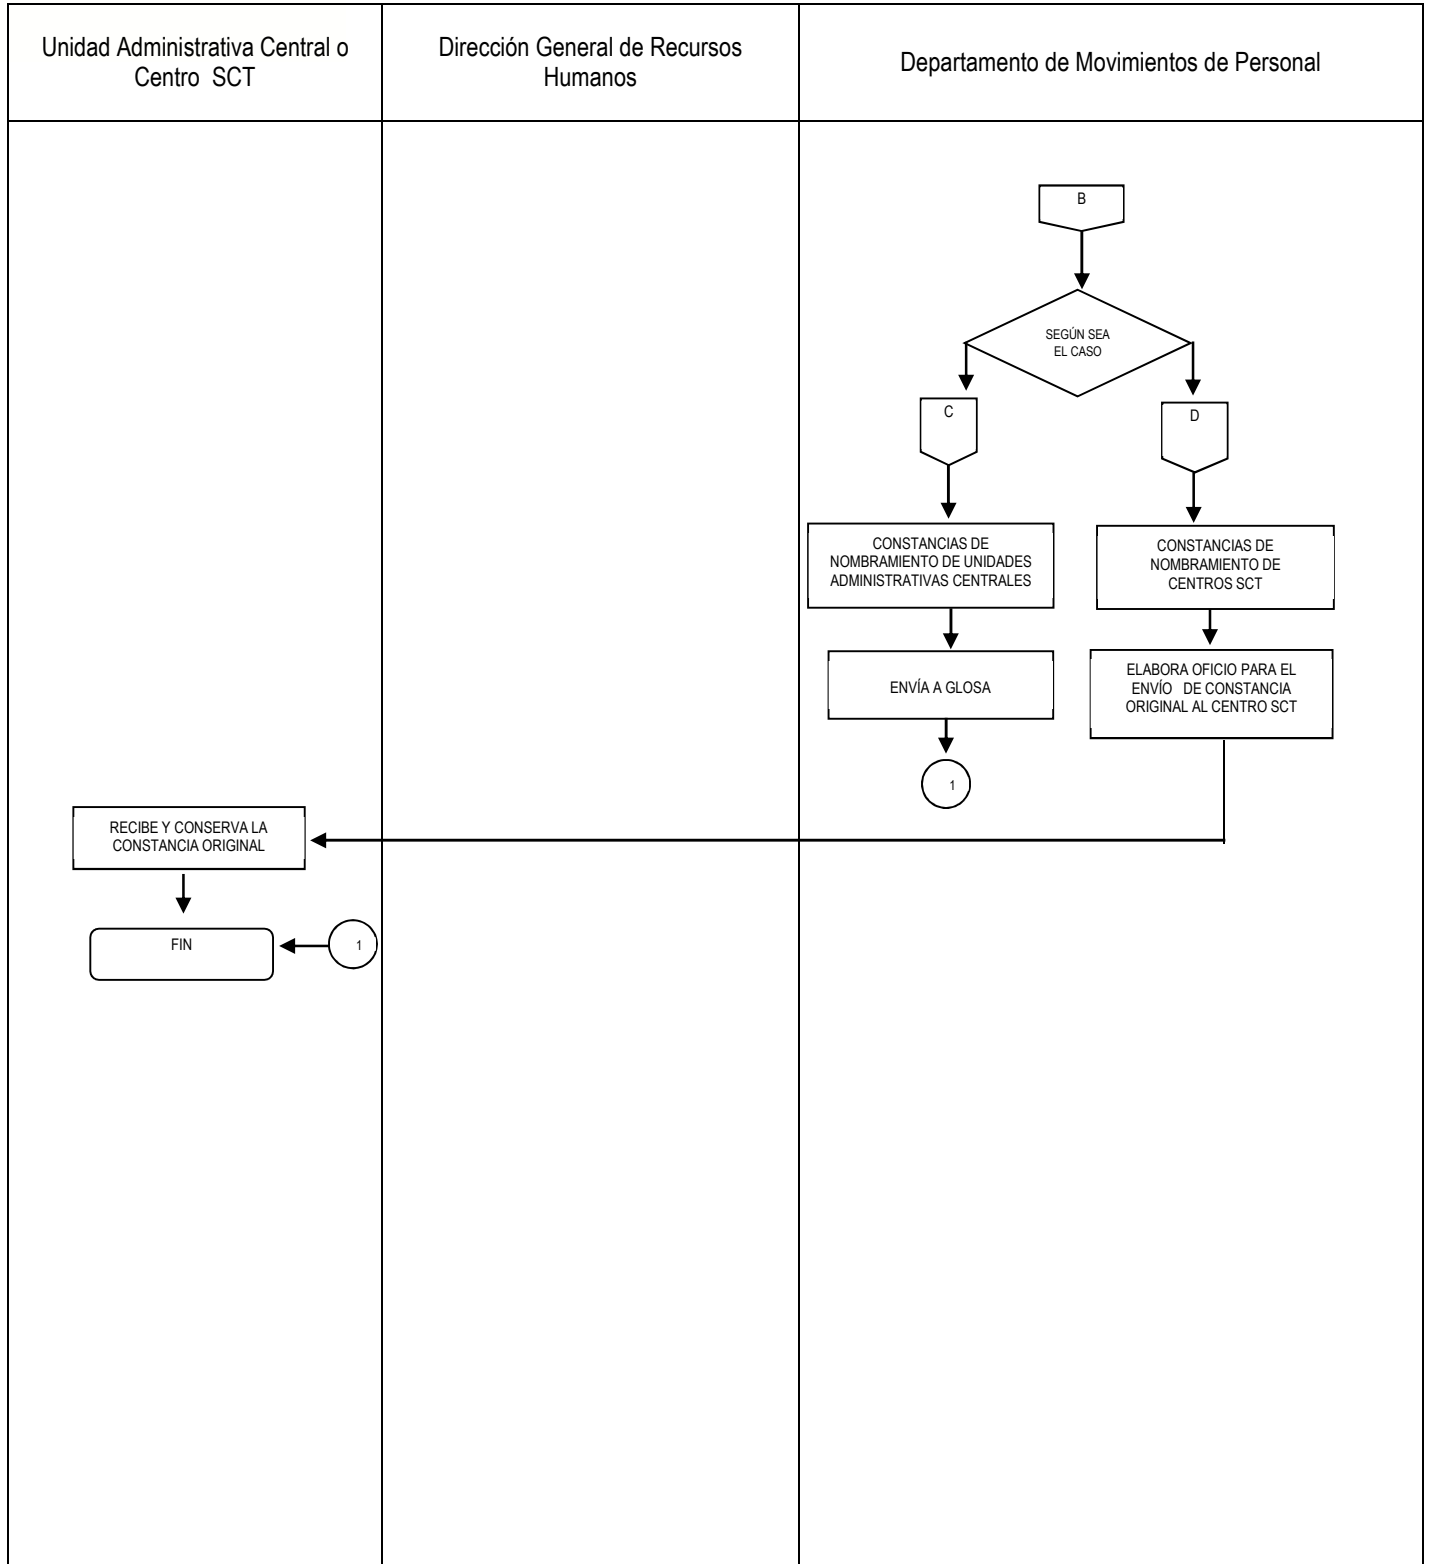 Unidad Administrativa Central o
Centro SCT
Dirección General de Recursos
Humanos
Departamento de Movimientos de Personal
B
SEGÚN SEA
EL CASO
C
D
CONSTANCIAS DE
NOMBRAMIENTO DE UNIDADES
ADMINISTRATIVAS CENTRALES
CONSTANCIAS DE
NOMBRAMIENTO DE
CENTROS SCT
ENVÍA A GLOSA
ELABORA OFICIO PARA EL
ENVÍO DE CONSTANCIA
ORIGINAL AL CENTRO SCT
1
RECIBE Y CONSERVA LA
CONSTANCIA ORIGINAL
FIN
1